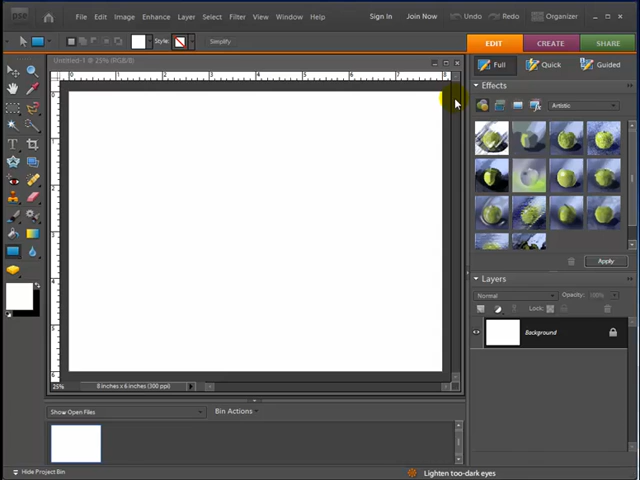 pse File Edit Image Enhance Layer Select Filter View Window Help Sign In Join Now Undo Redo Organizer
Style: Simplify
EDIT CREATE SHARE
Untitled-1 @ 25% (RGB/8)
Full Quick Guided
Effects
Artistic
Apply
Layers
Normal Opacity: 100%
Lock:
Background
25% 8 inches x 6 inches (300 ppi)
Show Open Files Bin Actions
Hide Project Bin Lighten too-dark eyes